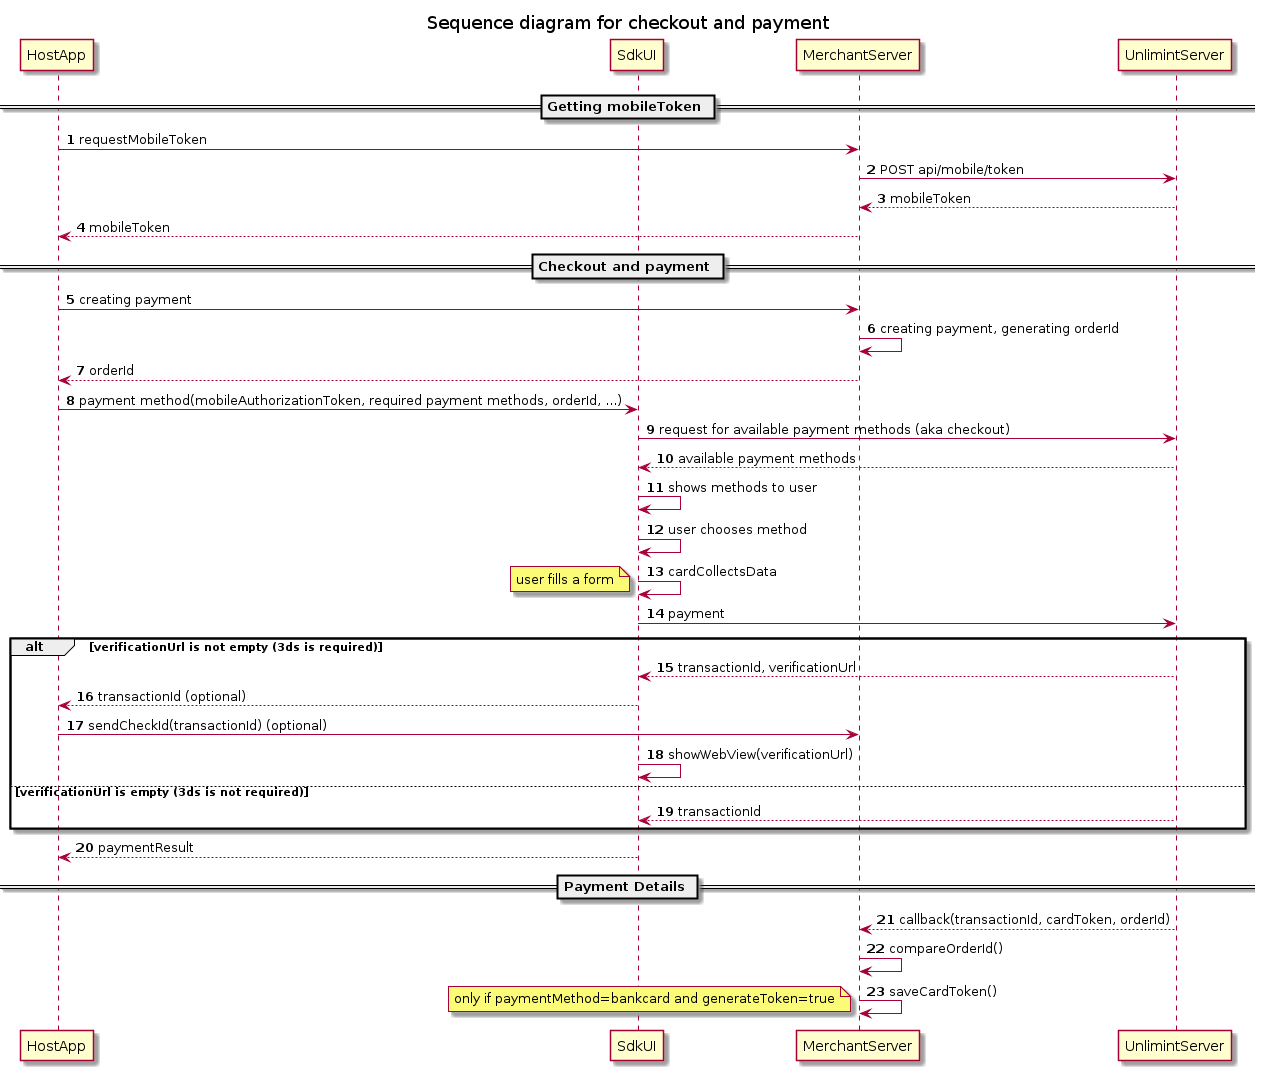 Sequence diagram for checkout and payment
HostApp SdkUI MerchantServer UnlimintServer
Getting mobileToken
1 requestMobileToken
2 POST api/mobile/token
3 mobileToken
4 mobileToken
Checkout and payment
5 creating payment
6 creating payment, generating orderId
7 orderId
8 payment method(mobileAuthorizationToken, required payment methods, orderId, ...)
9 request for available payment methods (aka checkout)
10 available payment methods
11 shows methods to user
12 user chooses method
13 cardCollectsData
user fills a form
14 payment
alt [verificationUrl is not empty (3ds is required)]
15 transactionId, verificationUrl
16 transactionId (optional)
17 sendCheckId(transactionId) (optional)
18 showWebView(verificationUrl)
[verificationUrl is empty (3ds is not required)]
19 transactionId
20 paymentResult
Payment Details
21 callback(transactionId, cardToken, orderId)
22 compareOrderId()
23 saveCardToken()
only if paymentMethod=bankcard and generateToken=true
HostApp SdkUI MerchantServer UnlimintServer